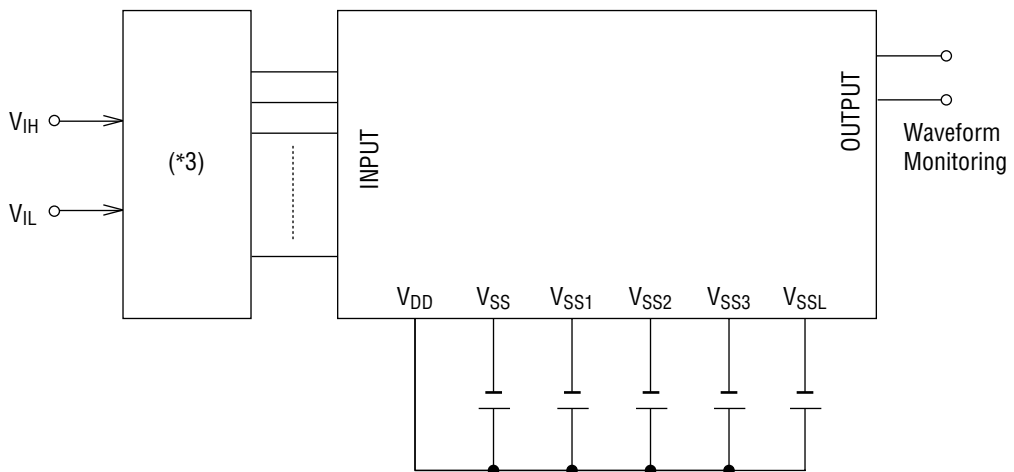 V_IH
V_IL
(*3)
INPUT
OUTPUT
Waveform
Monitoring
V_DD V_SS V_SS1 V_SS2 V_SS3 V_SSL